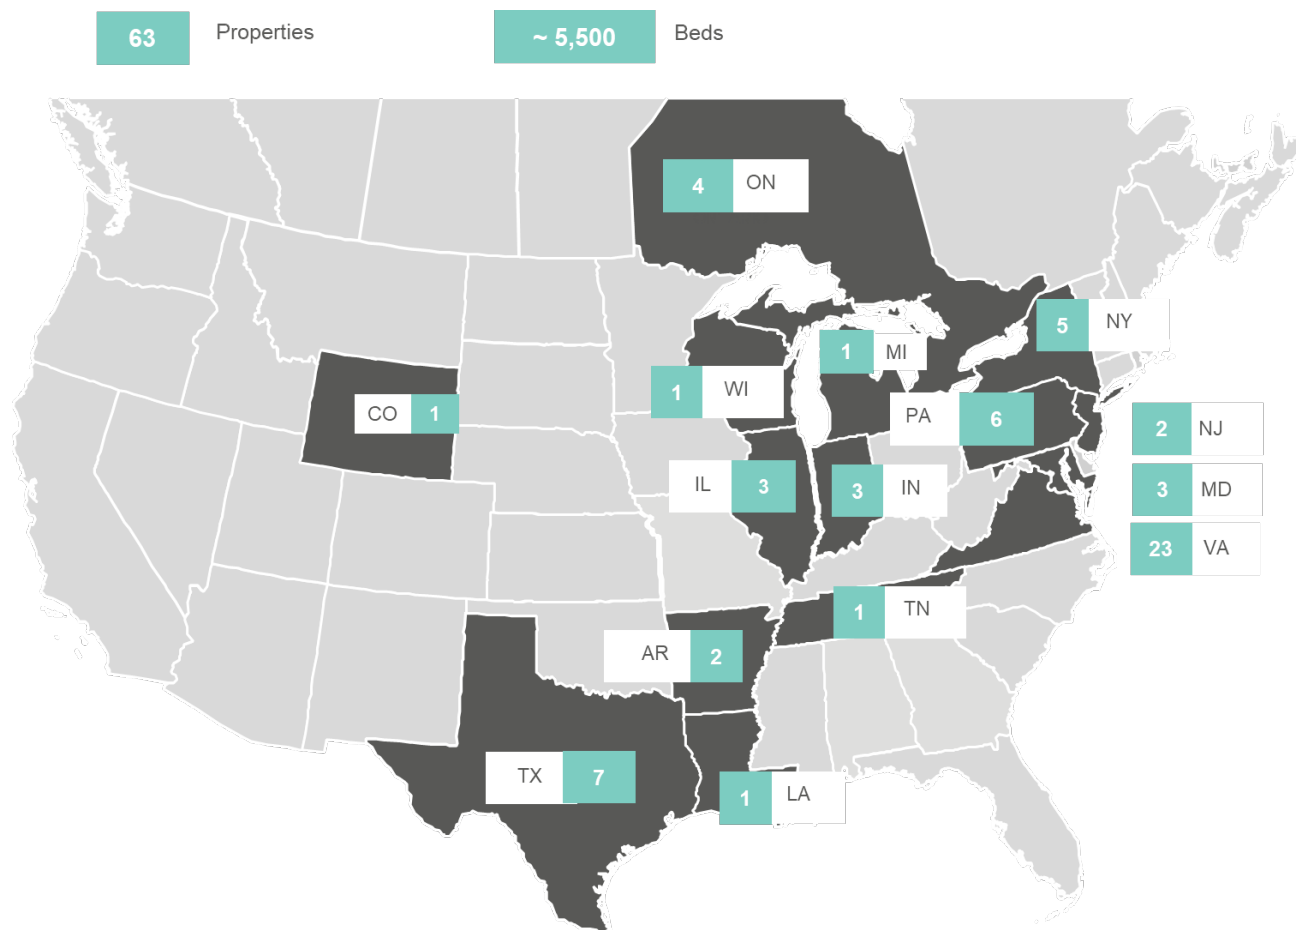 63 Properties ~ 5,500 Beds
4 ON
5 NY
1 MI
1 WI
CO 1
PA 6
2 NJ
IL 3
3 IN
3 MD
23 VA
1 TN
AR 2
TX 7
1 LA